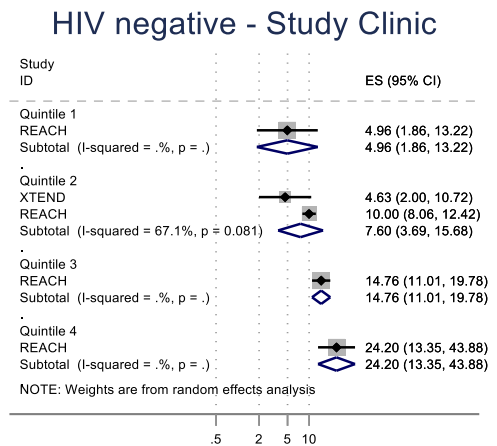 HIV negative - Study Clinic
Study
ID ES (95% CI)
Quintile 1
REACH 4.96 (1.86, 13.22)
Subtotal (I-squared = .%, p = .) 4.96 (1.86, 13.22)
.
Quintile 2
XTEND 4.63 (2.00, 10.72)
REACH 10.00 (8.06, 12.42)
Subtotal (I-squared = 67.1%, p = 0.081) 7.60 (3.69, 15.68)
.
Quintile 3
REACH 14.76 (11.01, 19.78)
Subtotal (I-squared = .%, p = .) 14.76 (11.01, 19.78)
.
Quintile 4
REACH 24.20 (13.35, 43.88)
Subtotal (I-squared = .%, p = .) 24.20 (13.35, 43.88)
NOTE: Weights are from random effects analysis
.5 2 5 10